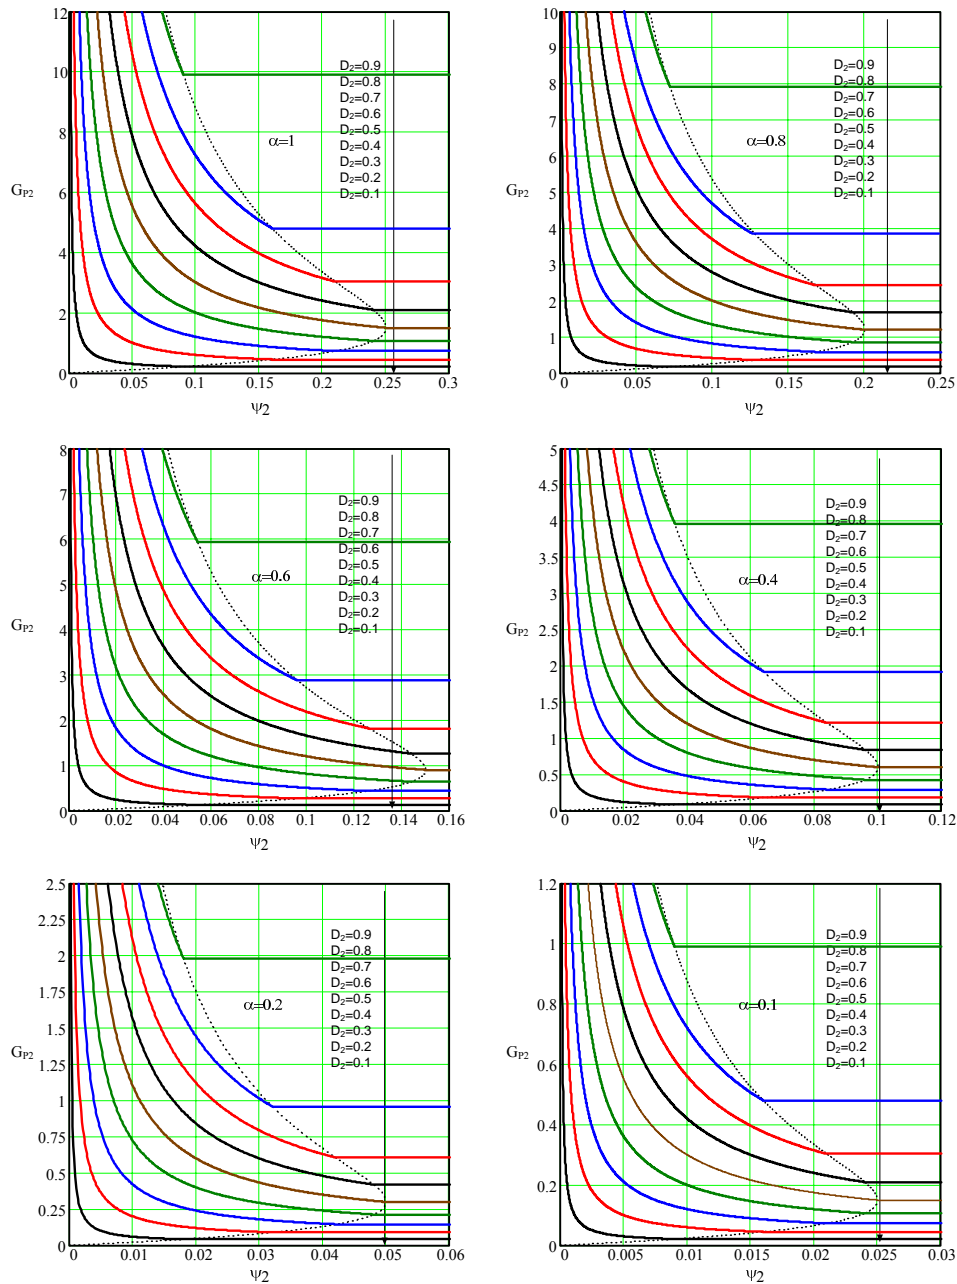 12
10
8
6
4
2
0
G_P2
D₂=0.9
D₂=0.8
D₂=0.7
D₂=0.6
D₂=0.5
D₂=0.4
D₂=0.3
D₂=0.2
D₂=0.1
α=1
0.05 0.1 0.15 0.2 0.25 0.3
ψ₂
10
9
8
7
6
5
4
3
2
1
0
G_P2
D₂=0.9
D₂=0.8
D₂=0.7
D₂=0.6
D₂=0.5
D₂=0.4
D₂=0.3
D₂=0.2
D₂=0.1
α=0.8
0 0.05 0.1 0.15 0.2 0.25
ψ₂
8
7
6
5
4
3
2
1
0
G_P2
D₂=0.9
D₂=0.8
D₂=0.7
D₂=0.6
D₂=0.5
D₂=0.4
D₂=0.3
D₂=0.2
D₂=0.1
α=0.6
0 0.02 0.04 0.06 0.08 0.1 0.12 0.14 0.16
ψ₂
5
4.5
4
3.5
3
2.5
2
1.5
1
0.5
0
G_P2
D₂=0.9
D₂=0.8
D₂=0.7
D₂=0.6
D₂=0.5
D₂=0.4
D₂=0.3
D₂=0.2
D₂=0.1
α=0.4
0 0.02 0.04 0.06 0.08 0.1 0.12
ψ₂
2.5
2.25
2
1.75
1.5
1.25
1
0.75
0.5
0.25
0
G_P2
D₂=0.9
D₂=0.8
D₂=0.7
D₂=0.6
D₂=0.5
D₂=0.4
D₂=0.3
D₂=0.2
D₂=0.1
α=0.2
0 0.01 0.02 0.03 0.04 0.05 0.06
ψ₂
1.2
1
0.8
0.6
0.4
0.2
0
G_P2
D₂=0.9
D₂=0.8
D₂=0.7
D₂=0.6
D₂=0.5
D₂=0.4
D₂=0.3
D₂=0.2
D₂=0.1
α=0.1
0 0.005 0.01 0.015 0.02 0.025 0.03
ψ₂